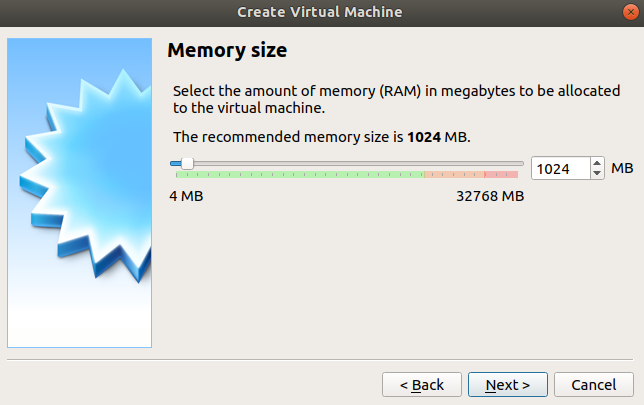 Create Virtual Machine
Memory size
Select the amount of memory (RAM) in megabytes to be allocated
to the virtual machine.
The recommended memory size is 1024 MB.
1024 MB
4 MB 32768 MB
< Back Next > Cancel